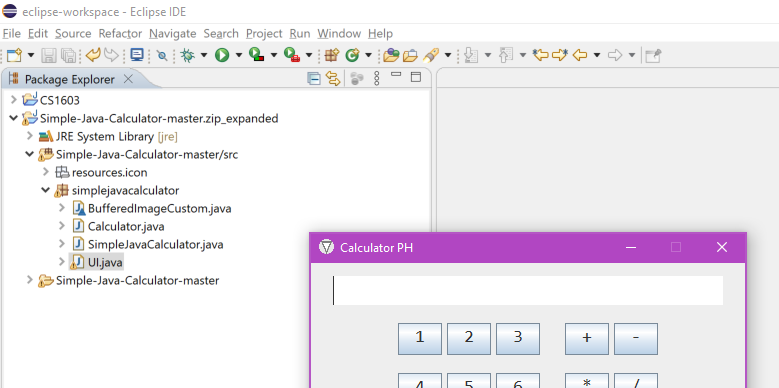 eclipse-workspace - Eclipse IDE
File Edit Source Refactor Navigate Search Project Run Window Help
Package Explorer
CS1603
Simple-Java-Calculator-master.zip_expanded
JRE System Library [jre]
Simple-Java-Calculator-master/src
resources.icon
simplejavacalculator
BufferedImageCustom.java
Calculator.java
SimpleJavaCalculator.java
UI.java
Simple-Java-Calculator-master
Calculator PH
1 2 3 + -
4 5 6 * /